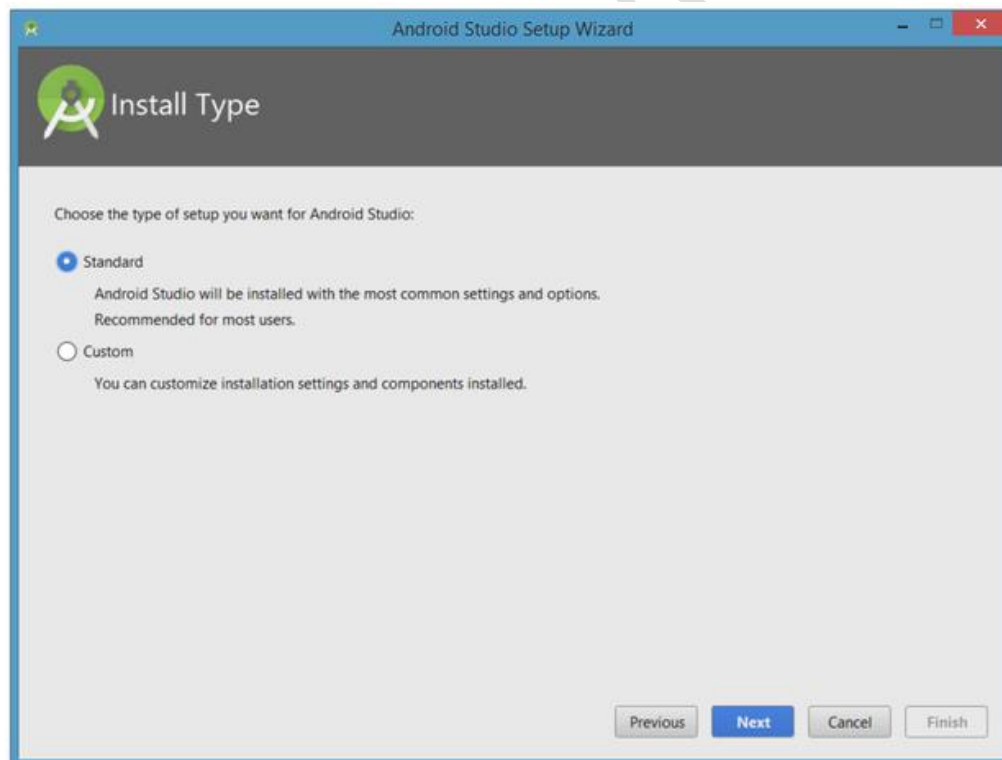 Android Studio Setup Wizard
Install Type
Choose the type of setup you want for Android Studio:
Standard
Android Studio will be installed with the most common settings and options.
Recommended for most users.
Custom
You can customize installation settings and components installed.
Previous Next Cancel Finish